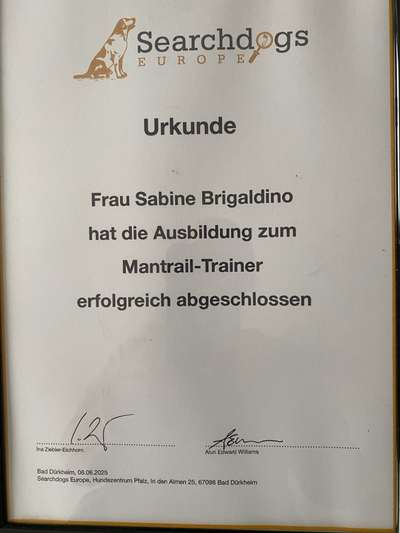 Searchdogs
EUROPE
Urkunde
Frau Sabine Brigaldino
hat die Ausbildung zum
Mantrail-Trainer
erfolgreich abgeschlossen
Ina Ziebler-Eichhorn
Arun Edward Williams
Bad Dürkheim, 08.06.2025
Searchdogs Europe, Hundezentrum Pfalz, In den Almen 25, 67098 Bad Dürkheim